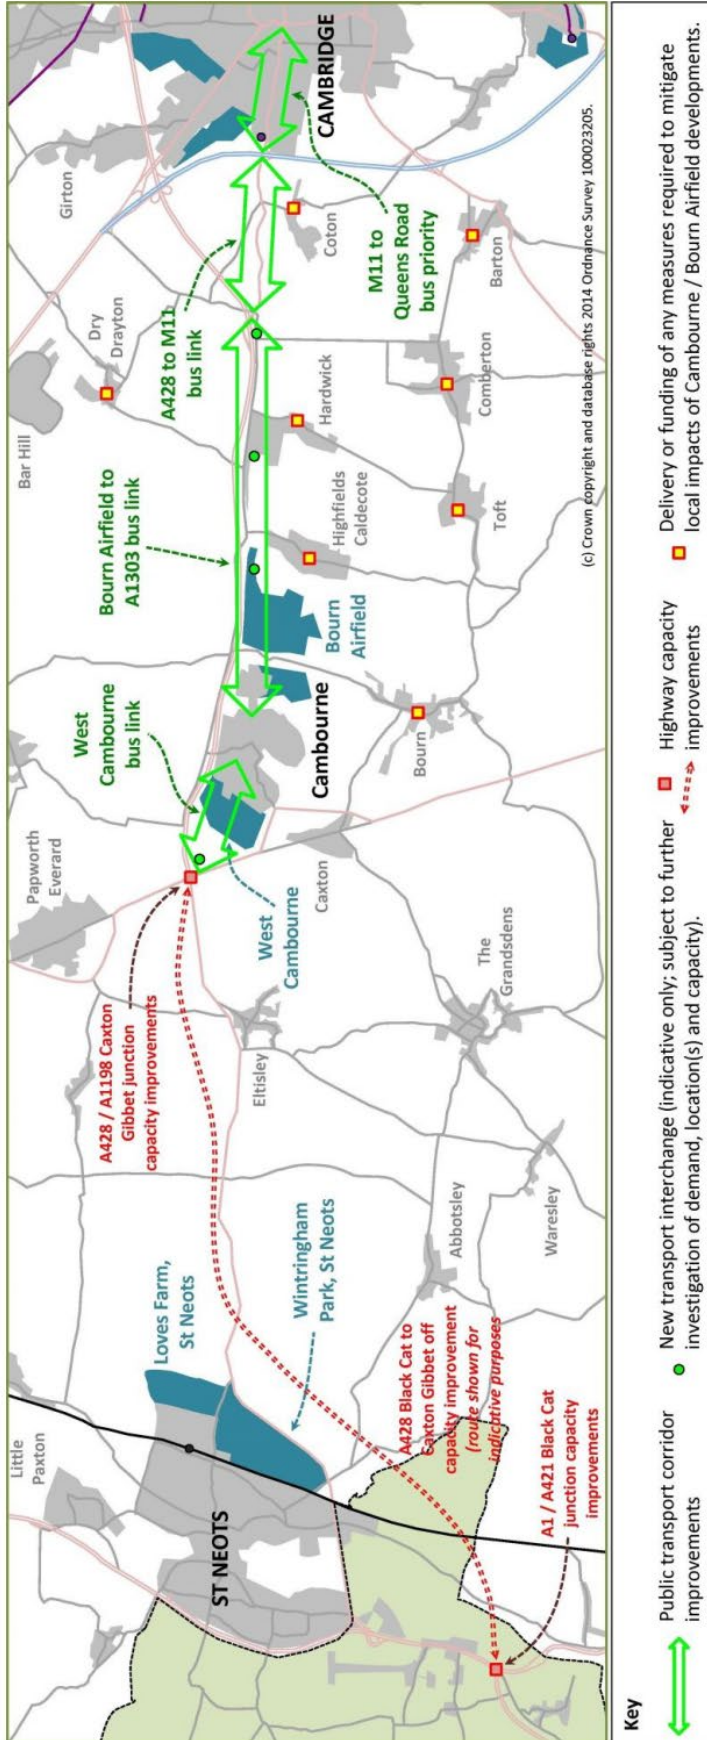 Little
Paxton
ST NEOTS
Loves Farm,
St Neots
Wintringham
Park, St Neots
A428 Black Cat to
Caxton Gibbet off
capacity improvement
(route shown for
indicative purposes
A1 / A421 Black Cat
junction capacity
improvements
Abbotsley
Waresley
A428 / A1198 Caxton
Gibbet junction
capacity improvements
Eltisley
The
Grandsdens
Papworth
Everard
West
Cambourne
bus link
West
Cambourne
Caxton
Cambourne
Bourn
Bourn Airfield to
A1303 bus link
Bourn
Airfield
Highfields
Caldecote
Toft
Bar Hill
Dry
Drayton
A428 to M11
bus link
Hardwick
Comberton
Girton
Coton
M11 to
Queens Road
bus priority
Barton
CAMBRIDGE
(c) Crown copyright and database rights 2014 Ordnance Survey 100023205.
Key
Public transport corridor
improvements
New transport interchange (indicative only; subject to further
investigation of demand, location(s) and capacity).
Highway capacity
improvements
Delivery or funding of any measures required to mitigate
local impacts of Cambourne / Bourn Airfield developments.